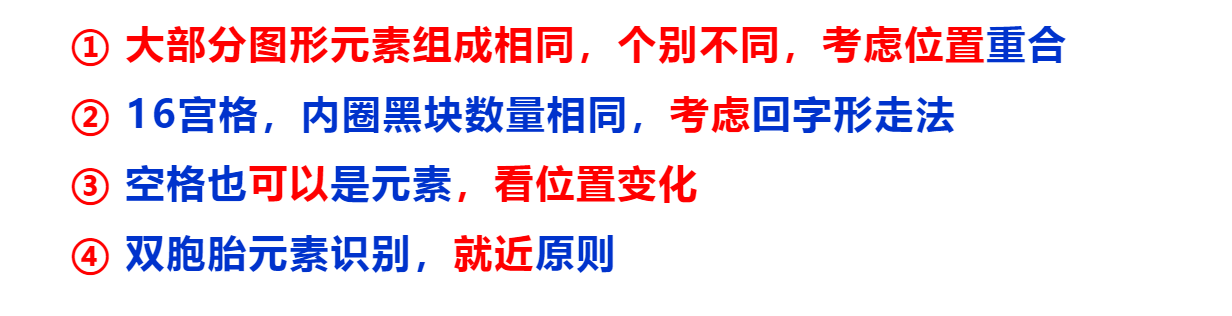 ① 大部分图形元素组成相同，个别不同，考虑位置重合
② 16宫格，内圈黑块数量相同，考虑回字形走法
③ 空格也可以是元素，看位置变化
④ 双胞胎元素识别，就近原则